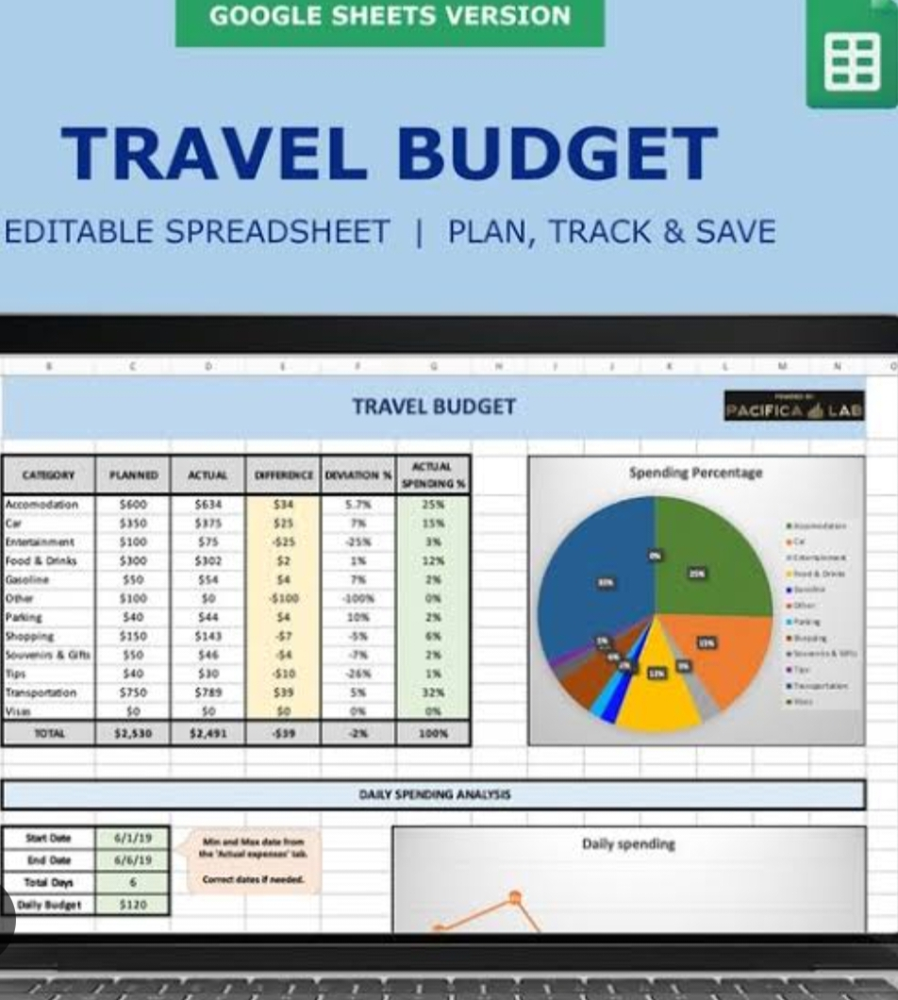 GOOGLE SHEETS VERSION
TRAVEL BUDGET
EDITABLE SPREADSHEET | PLAN, TRACK & SAVE
B C D E F G H I J K L M N O
TRAVEL BUDGET
POWERED BY
PACIFICA LAB
CATEGORY PLANNED ACTUAL DIFFERENCE DEVIATION % ACTUAL SPENDING %
Accomodation $600 $634 $34 5.7% 25%
Car $350 $375 $25 7% 15%
Entertainment $100 $75 -$25 -25% 3%
Food & Drinks $300 $302 $2 1% 12%
Gasoline $50 $54 $4 7% 2%
Other $100 $0 -$100 -100% 0%
Parking $40 $44 $4 10% 2%
Shopping $150 $143 -$7 -5% 6%
Souvenirs & Gifts $50 $46 -$4 -7% 2%
Tips $40 $30 -$10 -26% 1%
Transportation $750 $789 $39 5% 32%
Visas $0 $0 $0 0% 0%
TOTAL $2,530 $2,491 -$39 -2% 100%
Spending Percentage
0%
25%
15%
12%
Accomodation
Car
Entertainment
Food & Drinks
Gasoline
Other
Parking
Shopping
Souvenirs & Gifts
Tips
Transportation
Visas
DAILY SPENDING ANALYSIS
Start Date 6/1/19
End Date 6/6/19
Total Days 6
Daily Budget $120
Min and Max date from
the 'Actual expenses' tab.
Correct dates if needed.
Daily spending